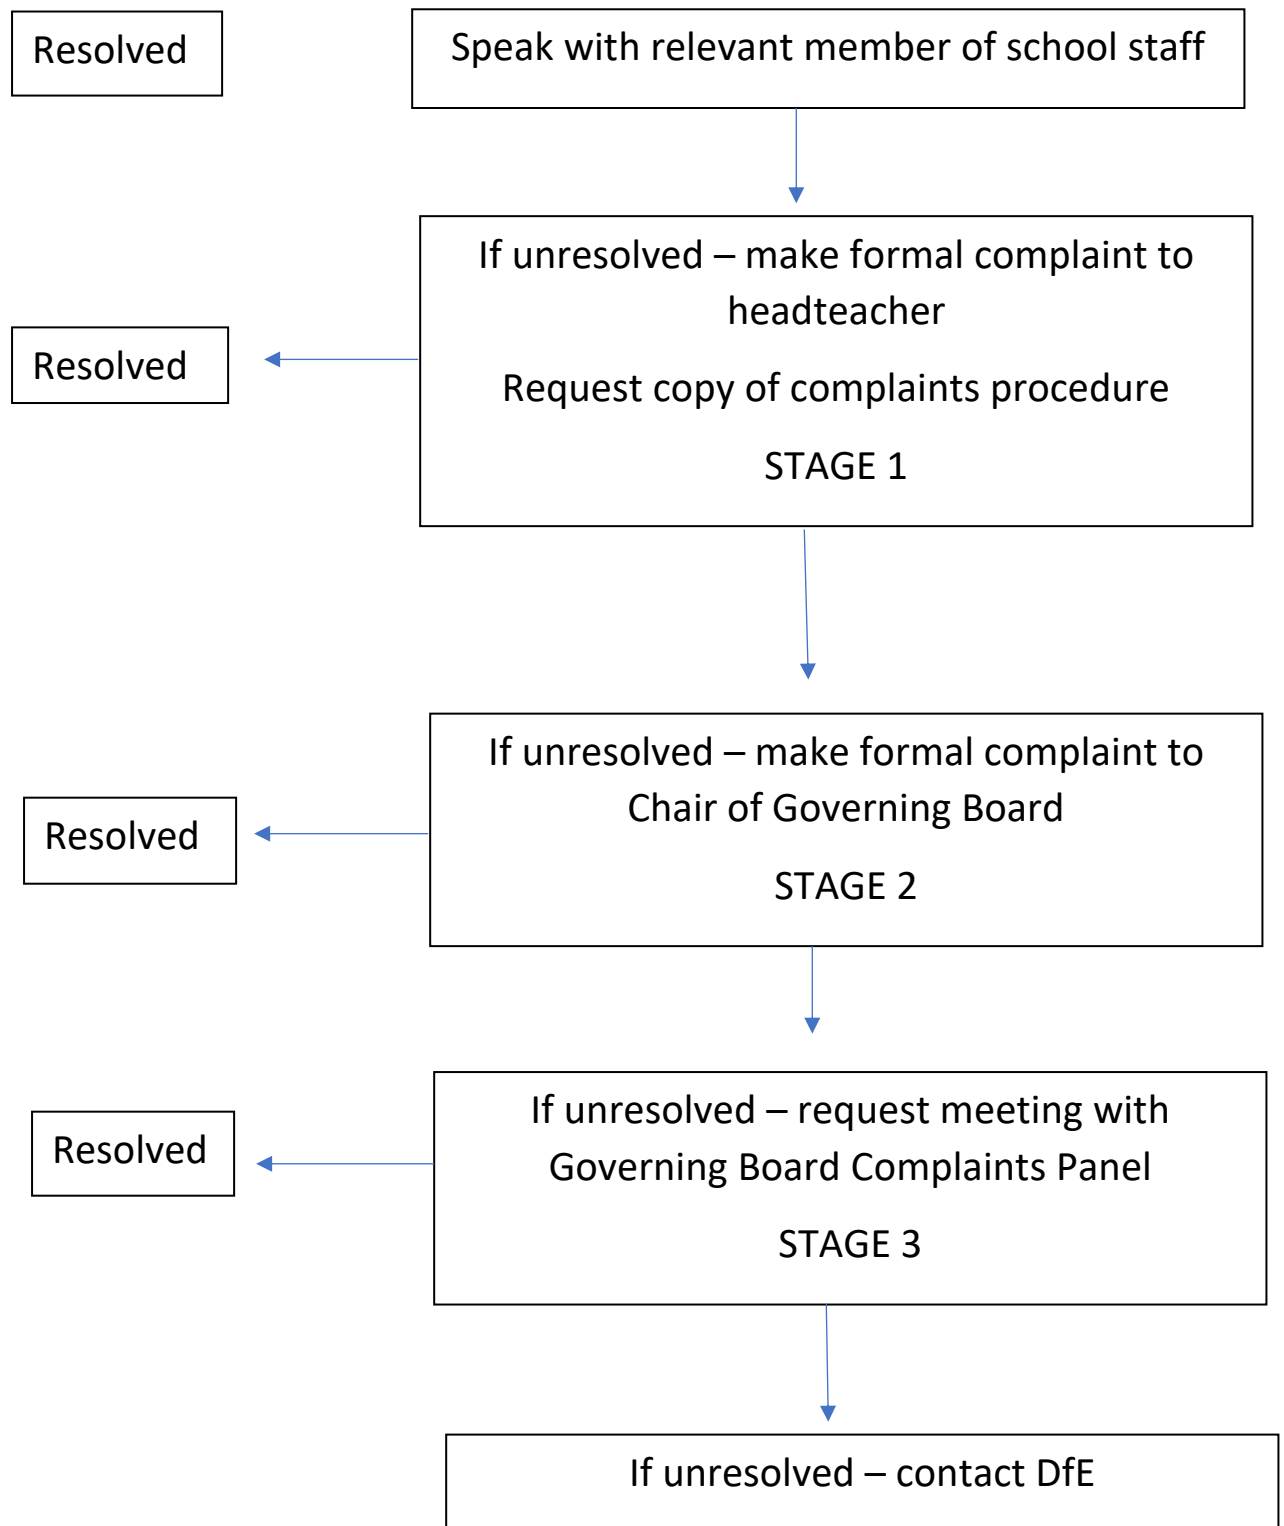 Resolved
Speak with relevant member of school staff
If unresolved – make formal complaint to
headteacher
Resolved
Request copy of complaints procedure
STAGE 1
If unresolved – make formal complaint to
Chair of Governing Board
Resolved
STAGE 2
If unresolved – request meeting with
Governing Board Complaints Panel
Resolved
STAGE 3
If unresolved – contact DfE